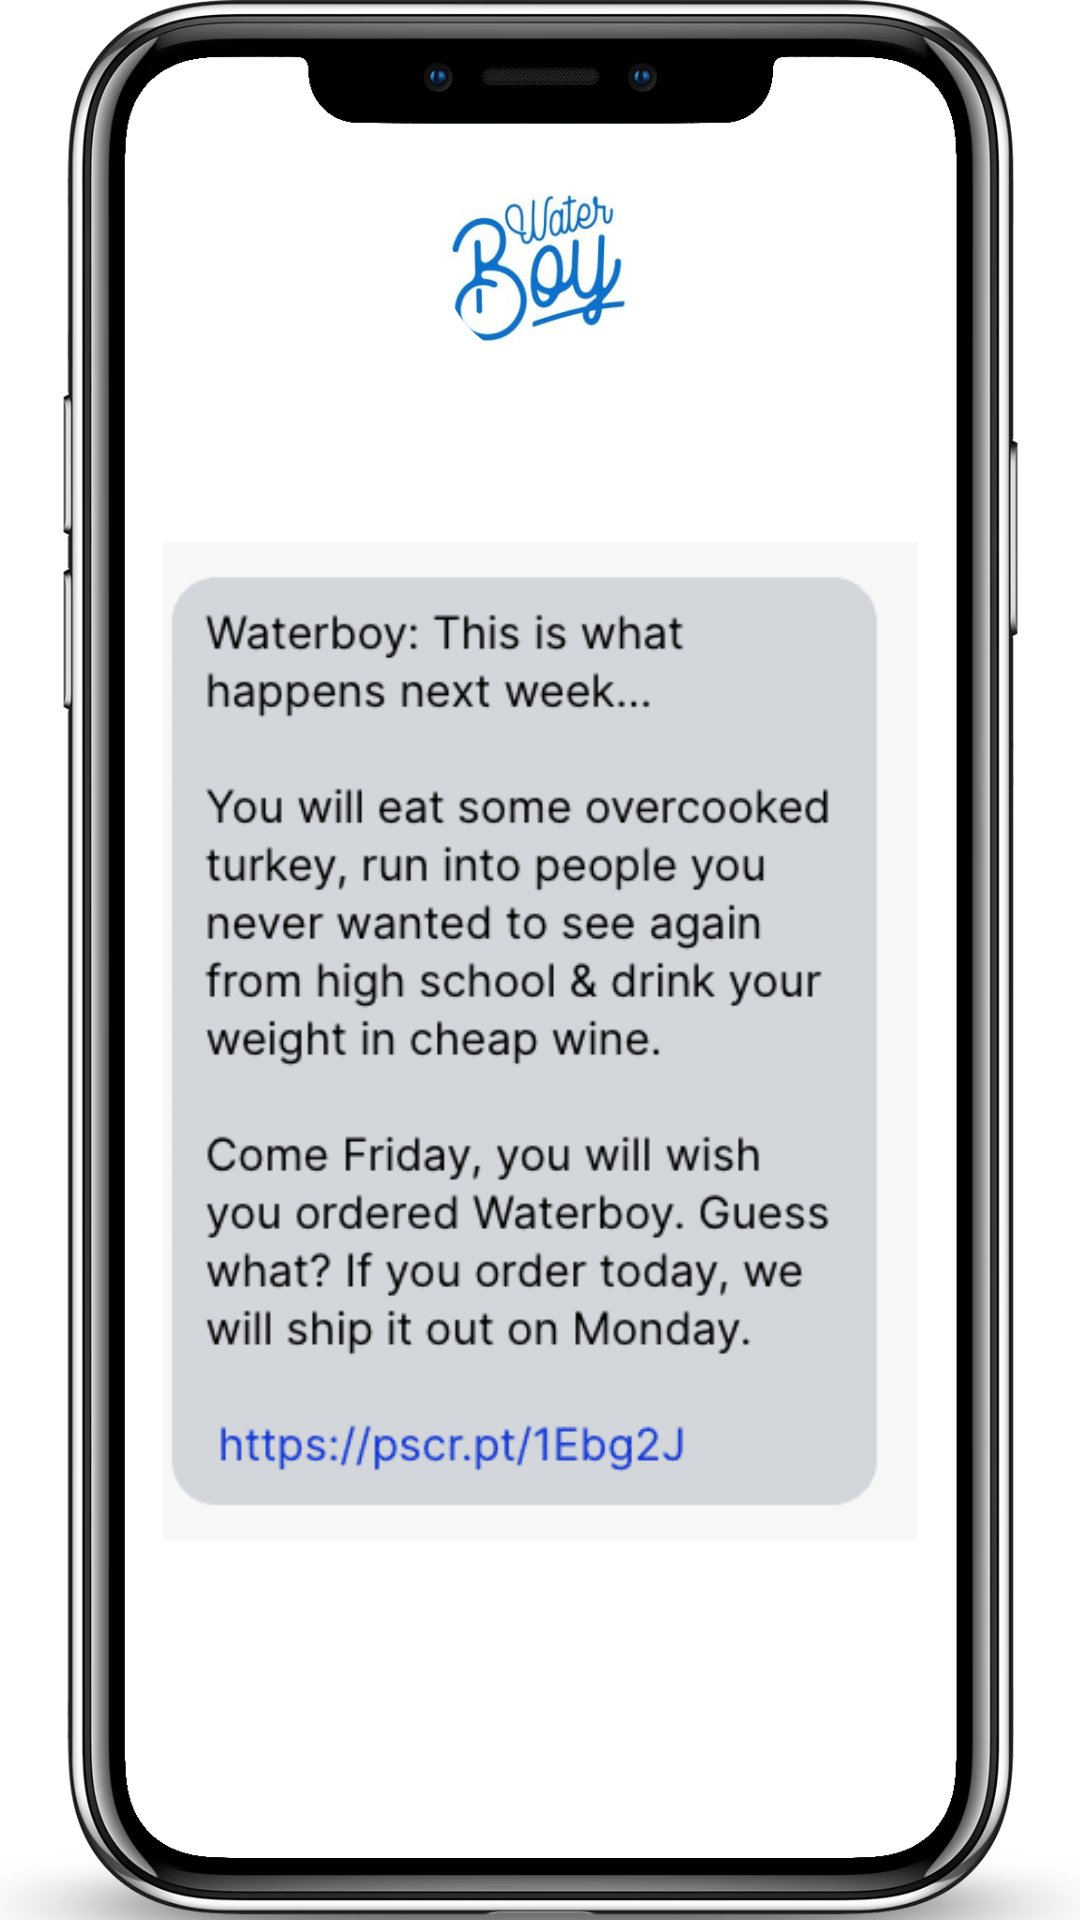 Water
Boy
Waterboy: This is what
happens next week...
You will eat some overcooked
turkey, run into people you
never wanted to see again
from high school & drink your
weight in cheap wine.
Come Friday, you will wish
you ordered Waterboy. Guess
what? If you order today, we
will ship it out on Monday.
https://pscr.pt/1Ebg2J